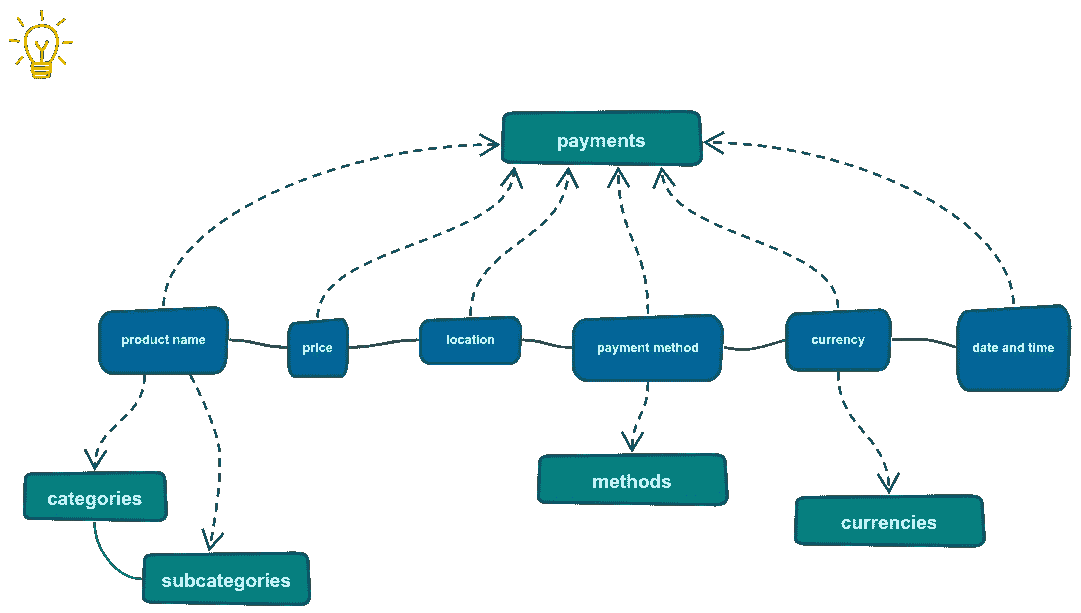 payments
product name
price
location
payment method
currency
date and time
categories
methods
currencies
subcategories